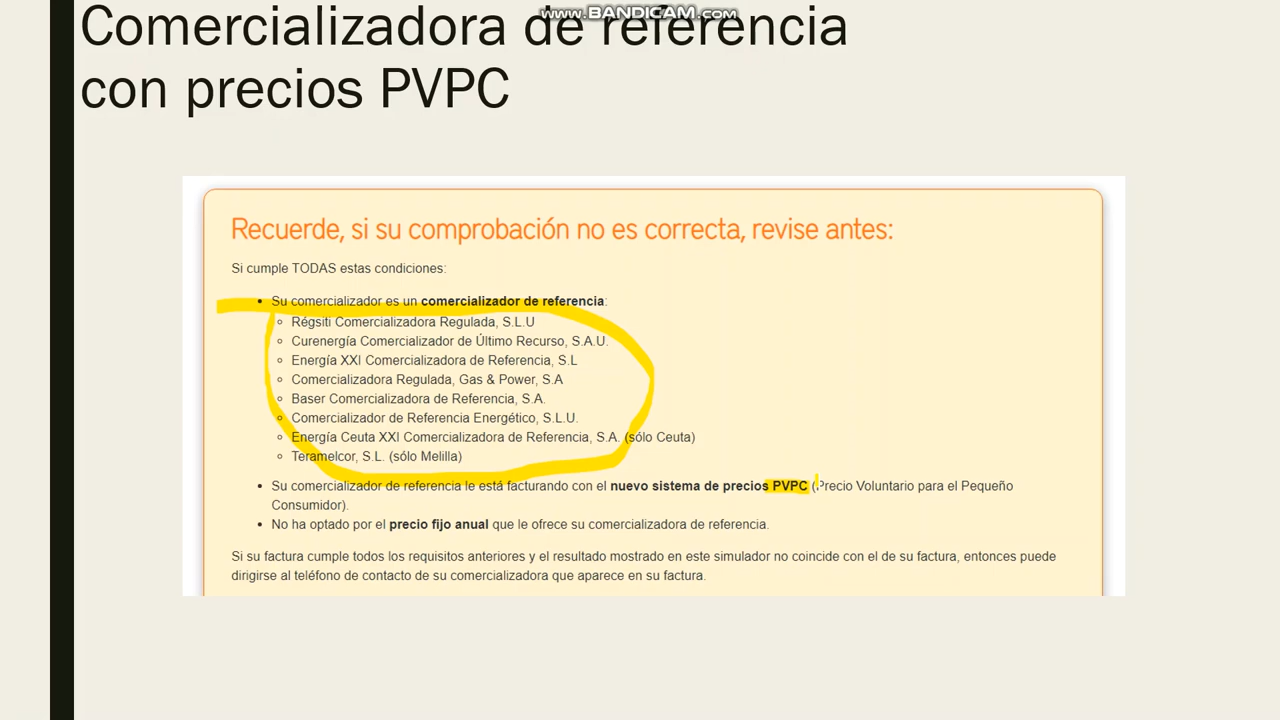 www.BANDICAM.com
Comercializadora de referencia
con precios PVPC
Recuerde, si su comprobación no es correcta, revise antes:
Si cumple TODAS estas condiciones:
Su comercializador es un comercializador de referencia:
Régsiti Comercializadora Regulada, S.L.U
Curenergía Comercializador de Último Recurso, S.A.U.
Energía XXI Comercializadora de Referencia, S.L
Comercializadora Regulada, Gas & Power, S.A
Baser Comercializadora de Referencia, S.A.
Comercializador de Referencia Energético, S.L.U.
Energía Ceuta XXI Comercializadora de Referencia, S.A. (sólo Ceuta)
Teramelcor, S.L. (sólo Melilla)
Su comercializador de referencia le está facturando con el nuevo sistema de precios PVPC (Precio Voluntario para el Pequeño
Consumidor).
No ha optado por el precio fijo anual que le ofrece su comercializadora de referencia.
Si su factura cumple todos los requisitos anteriores y el resultado mostrado en este simulador no coincide con el de su factura, entonces puede
dirigirse al teléfono de contacto de su comercializadora que aparece en su factura.